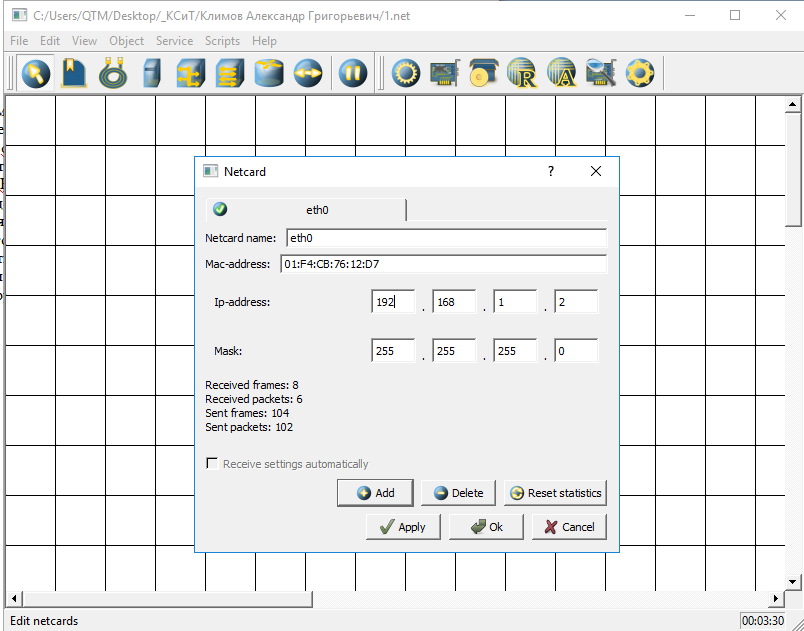 C:/Users/QTM/Desktop/_КСиТ/Климов Александр Григорьевич/1.net
File Edit View Object Service Scripts Help
Netcard ?
eth0
Netcard name: eth0
Mac-address: 01:F4:CB:76:12:D7
Ip-address: 192 . 168 . 1 . 2
Mask: 255 . 255 . 255 . 0
Received frames: 8
Received packets: 6
Sent frames: 104
Sent packets: 102
Receive settings automatically
Add Delete Reset statistics
Apply Ok Cancel
Edit netcards 00:03:30